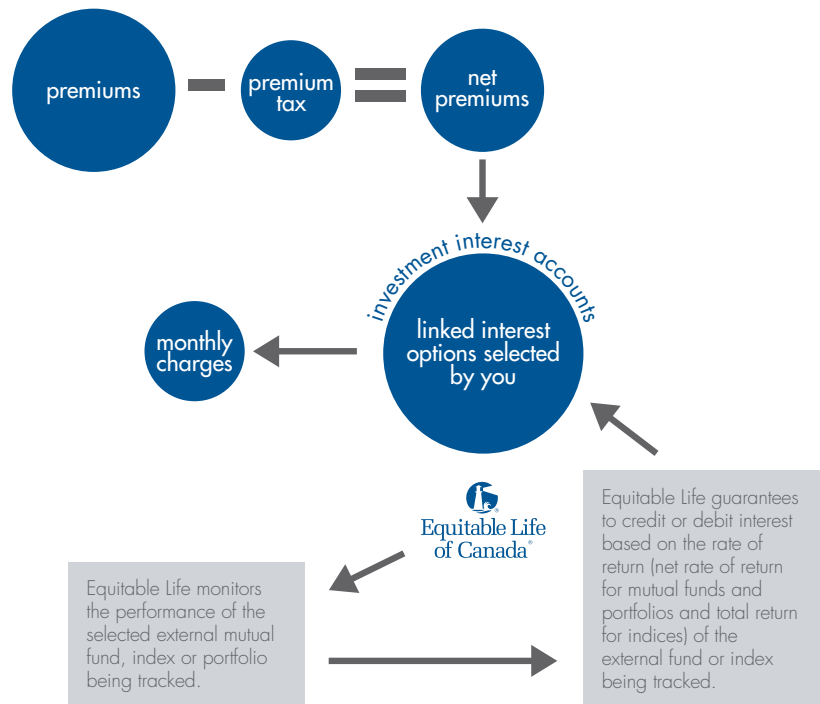 premiums
premium
tax
net
premiums
investment interest accounts
linked interest
options selected
by you
monthly
charges
Equitable Life
of Canada®
Equitable Life monitors
the performance of the
selected external mutual
fund, index or portfolio
being tracked.
Equitable Life guarantees
to credit or debit interest
based on the rate of
return (net rate of return
for mutual funds and
portfolios and total return
for indices) of the
external fund or index
being tracked.